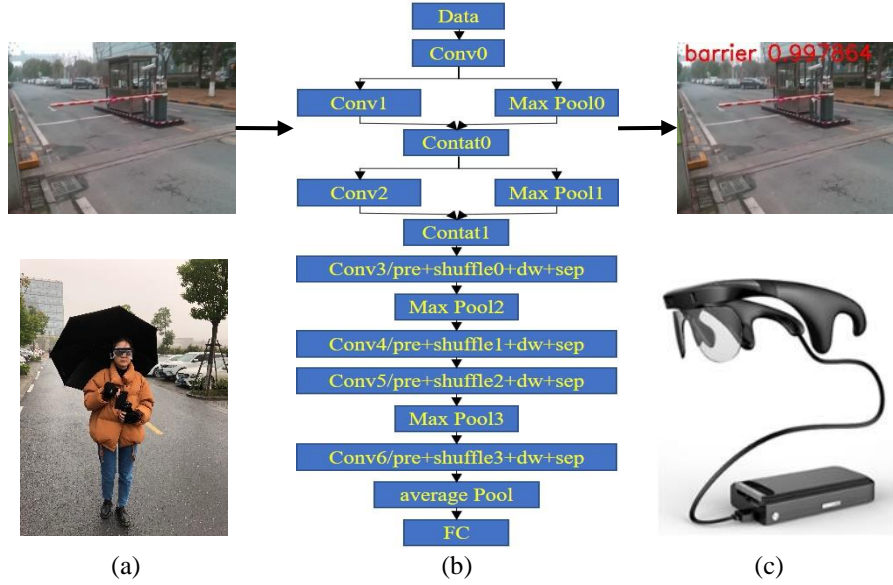 Data
Conv0
Conv1 Max Pool0
Contat0
Conv2 Max Pool1
Contat1
Conv3/pre+shuffle0+dw+sep
Max Pool2
Conv4/pre+shuffle1+dw+sep
Conv5/pre+shuffle2+dw+sep
Max Pool3
Conv6/pre+shuffle3+dw+sep
average Pool
FC
barrier 0.997864
(a) (b) (c)